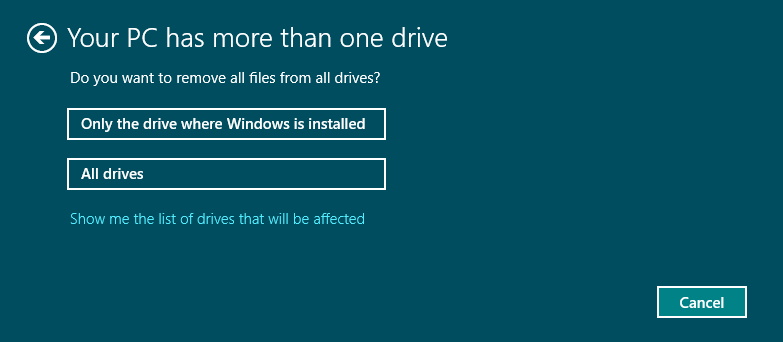 Your PC has more than one drive
Do you want to remove all files from all drives?
Only the drive where Windows is installed
All drives
Show me the list of drives that will be affected
Cancel